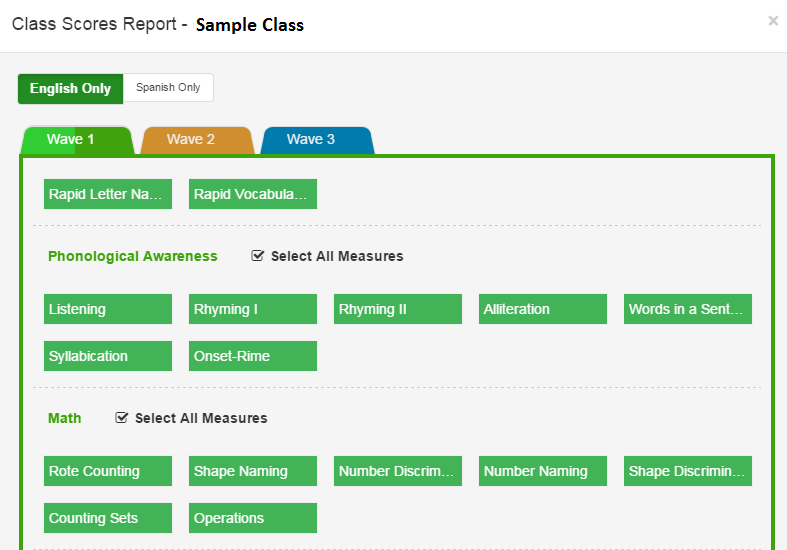 Class Scores Report - Sample Class ×
English Only Spanish Only
Wave 1 Wave 2 Wave 3
Rapid Letter Na... Rapid Vocabula...
Phonological Awareness Select All Measures
Listening Rhyming I Rhyming II Alliteration Words in a Sent...
Syllabication Onset-Rime
Math Select All Measures
Rote Counting Shape Naming Number Discrim... Number Naming Shape Discrimin...
Counting Sets Operations